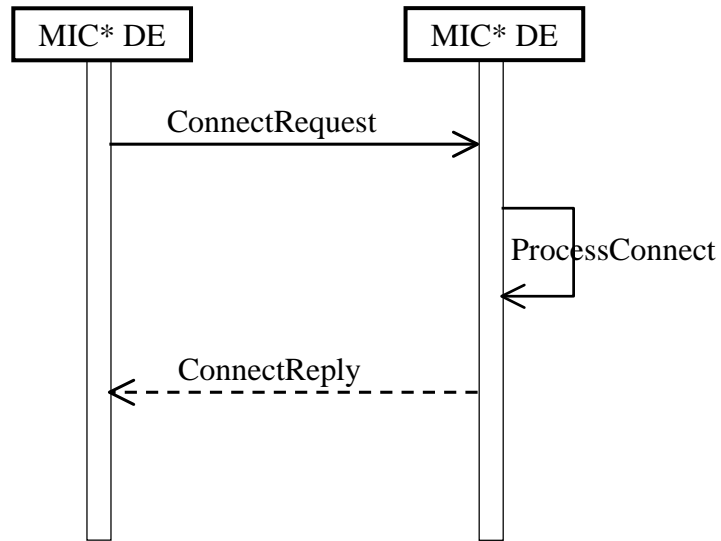 MIC* DE
MIC* DE
ConnectRequest
ProcessConnect
ConnectReply